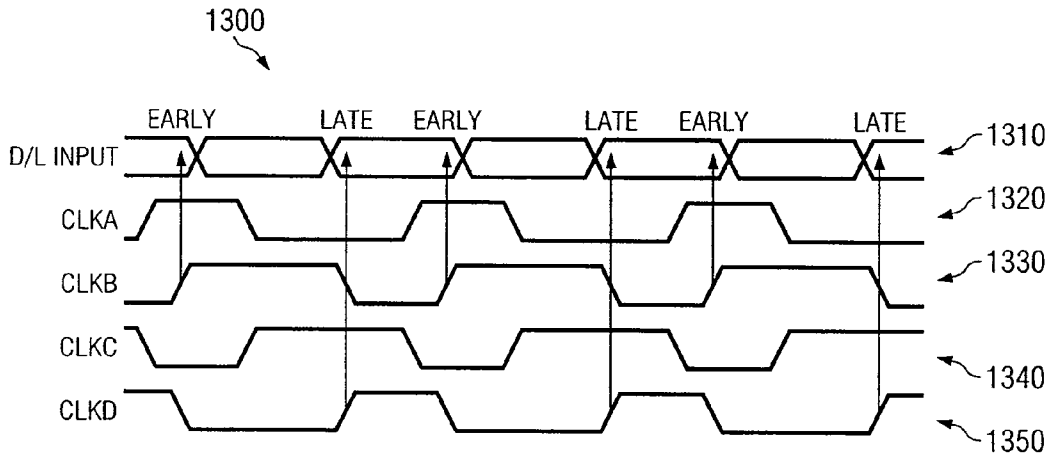 1300
EARLY LATE EARLY LATE EARLY LATE
D/L INPUT 1310
CLKA 1320
CLKB 1330
CLKC 1340
CLKD 1350